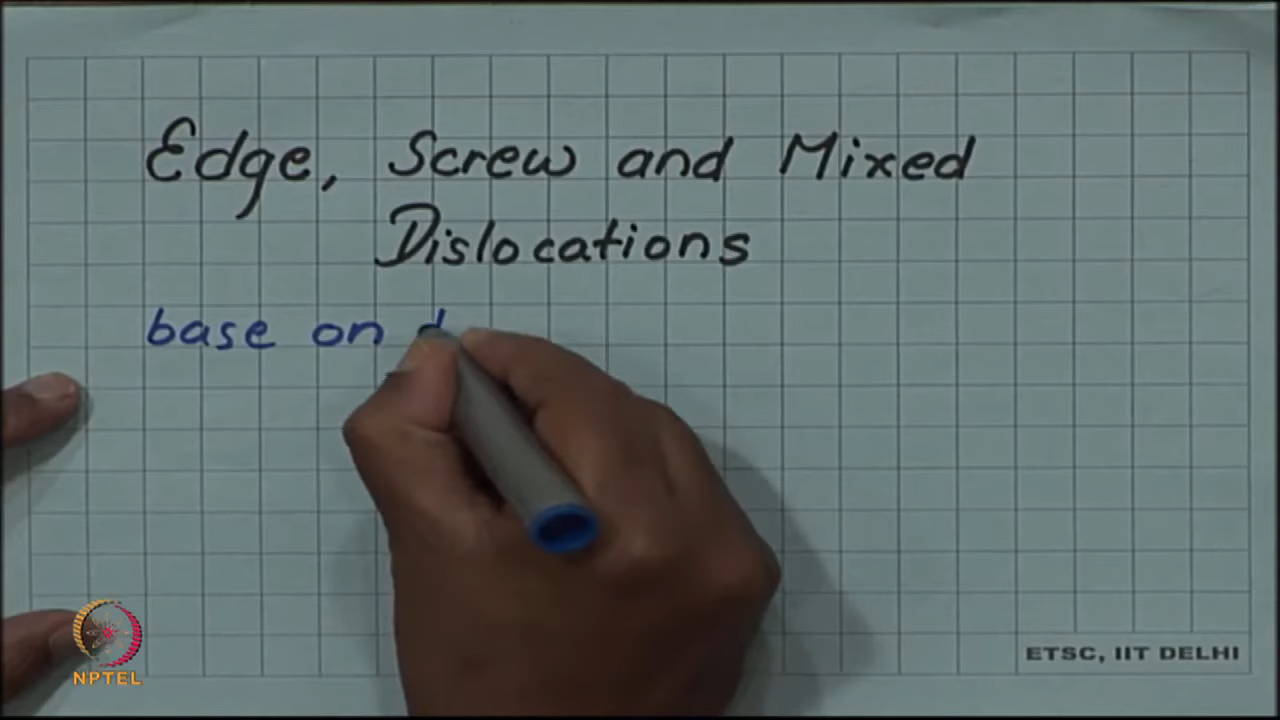 Edge, Screw and Mixed
Dislocations
base on
NPTEL
ETSC, IIT DELHI